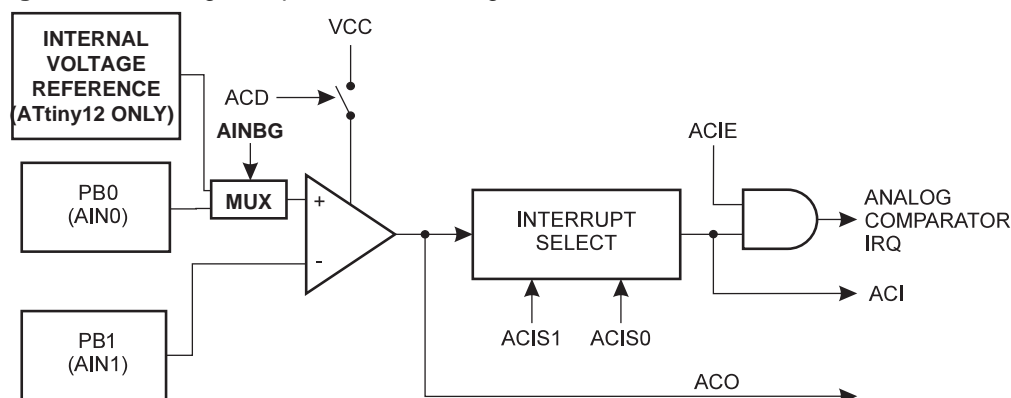 INTERNAL
VOLTAGE
REFERENCE
(ATtiny12 ONLY)
VCC
ACD
AINBG
ACIE
PB0
(AIN0)
MUX
+
-
INTERRUPT
SELECT
ANALOG
COMPARATOR
IRQ
ACI
PB1
(AIN1)
ACIS1
ACIS0
ACO